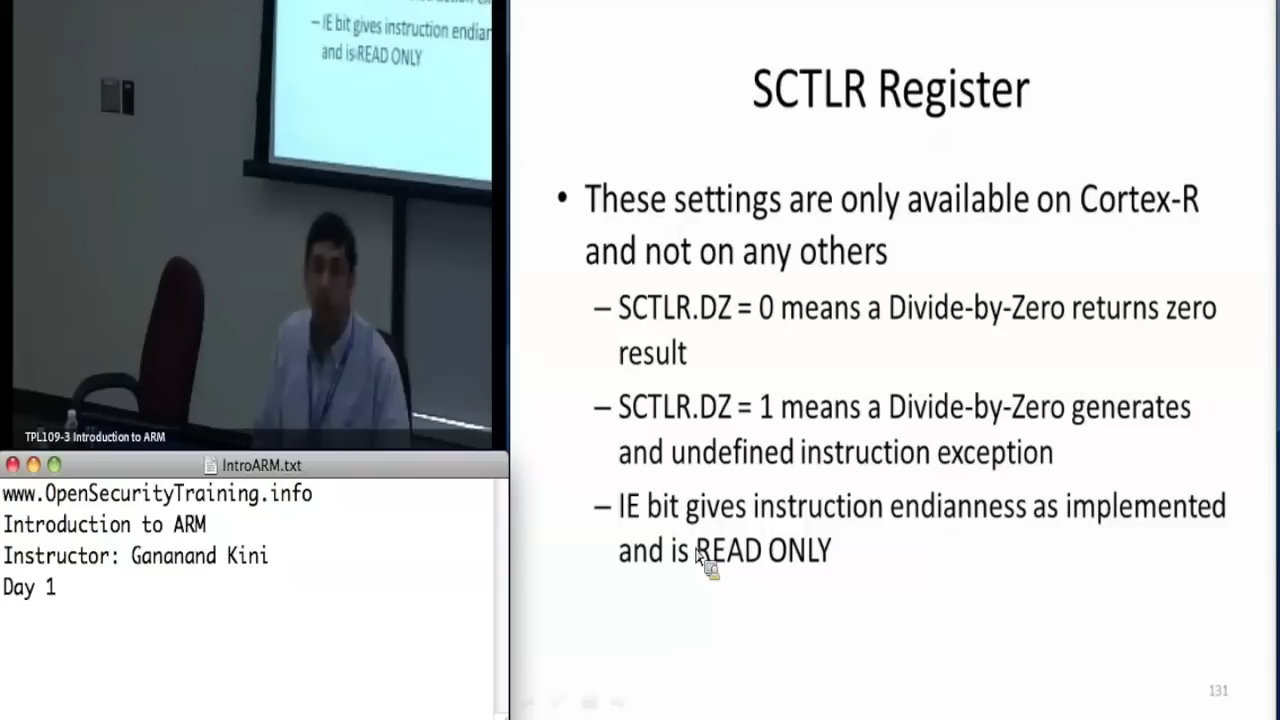 – IE bit gives instruction endian
and is READ ONLY
TPL109-3 Introduction to ARM
IntroARM.txt
www.OpenSecurityTraining.info
Introduction to ARM
Instructor: Gananand Kini
Day 1
SCTLR Register
• These settings are only available on Cortex-R
and not on any others
– SCTLR.DZ = 0 means a Divide-by-Zero returns zero
result
– SCTLR.DZ = 1 means a Divide-by-Zero generates
and undefined instruction exception
– IE bit gives instruction endianness as implemented
and is READ ONLY
131